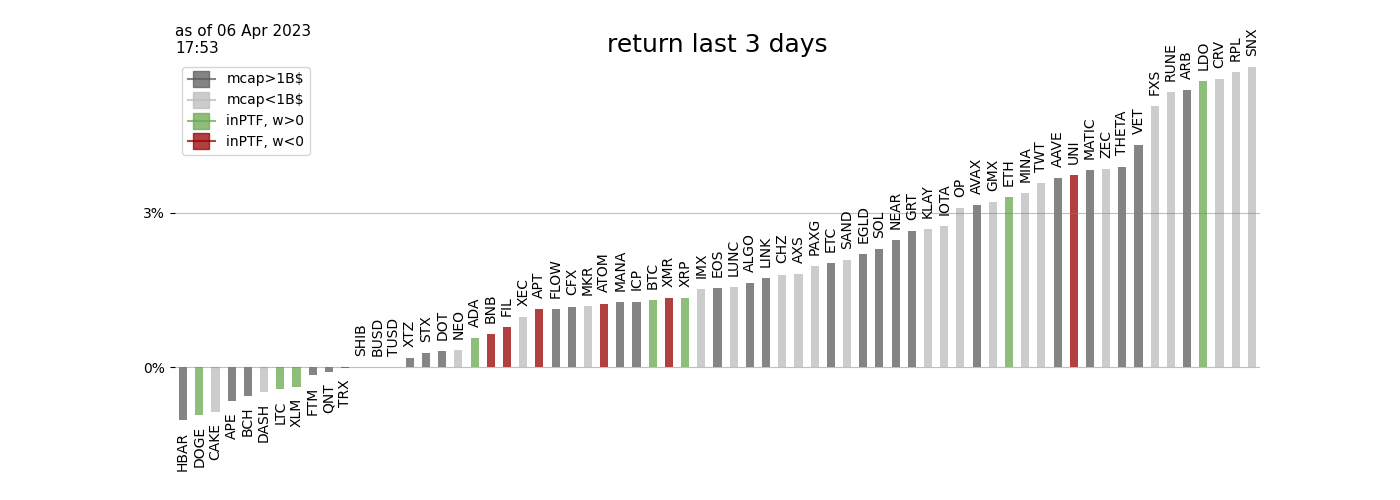 as of 06 Apr 2023
17:53
return last 3 days
mcap>1B$
mcap<1B$
inPTF, w>0
inPTF, w<0
3%
0%
HBAR
DOGE
CAKE
APE
BCH
DASH
LTC
XLM
FTM
QNT
TRX
SHIB
BUSD
TUSD
XTZ
STX
DOT
NEO
ADA
BNB
FIL
XEC
APT
FLOW
CFX
MKR
ATOM
MANA
ICP
BTC
XMR
XRP
IMX
EOS
LUNC
ALGO
LINK
CHZ
AXS
PAXG
ETC
SAND
EGLD
SOL
NEAR
GRT
KLAY
IOTA
OP
AVAX
GMX
ETH
MINA
TWT
AAVE
UNI
MATIC
ZEC
THETA
VET
FXS
RUNE
ARB
LDO
CRV
RPL
SNX